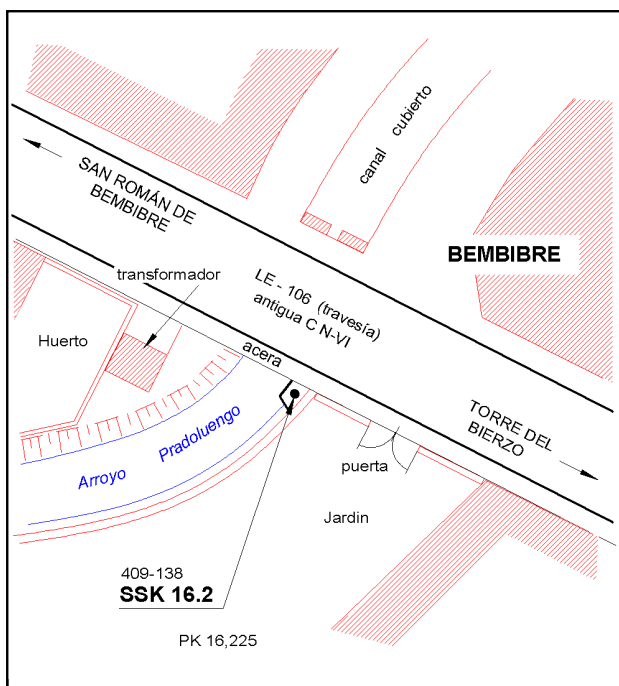 canal cubierto
SAN ROMÁN DE
BEMBIBRE
BEMBIBRE
transformador
LE - 106 (travesía)
antigua C N-VI
Huerto
acera
TORRE DEL
BIERZO
Arroyo Pradoluengo
puerta
Jardin
409-138
SSK 16.2
PK 16,225